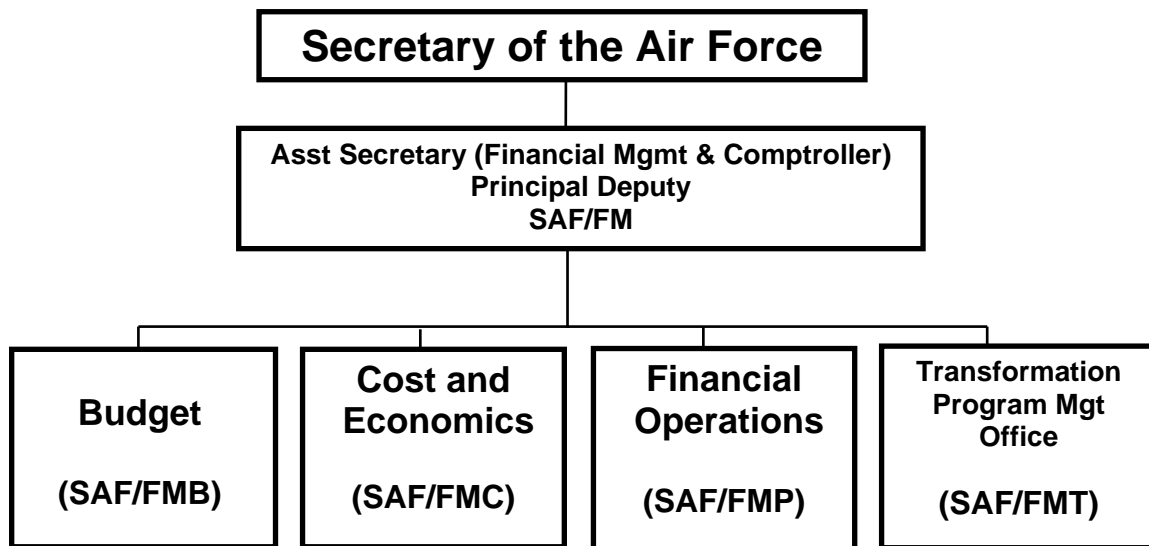 Secretary of the Air Force
Asst Secretary (Financial Mgmt & Comptroller)
Principal Deputy
SAF/FM
Budget
(SAF/FMB)
Cost and
Economics
(SAF/FMC)
Financial
Operations
(SAF/FMP)
Transformation
Program Mgt
Office
(SAF/FMT)